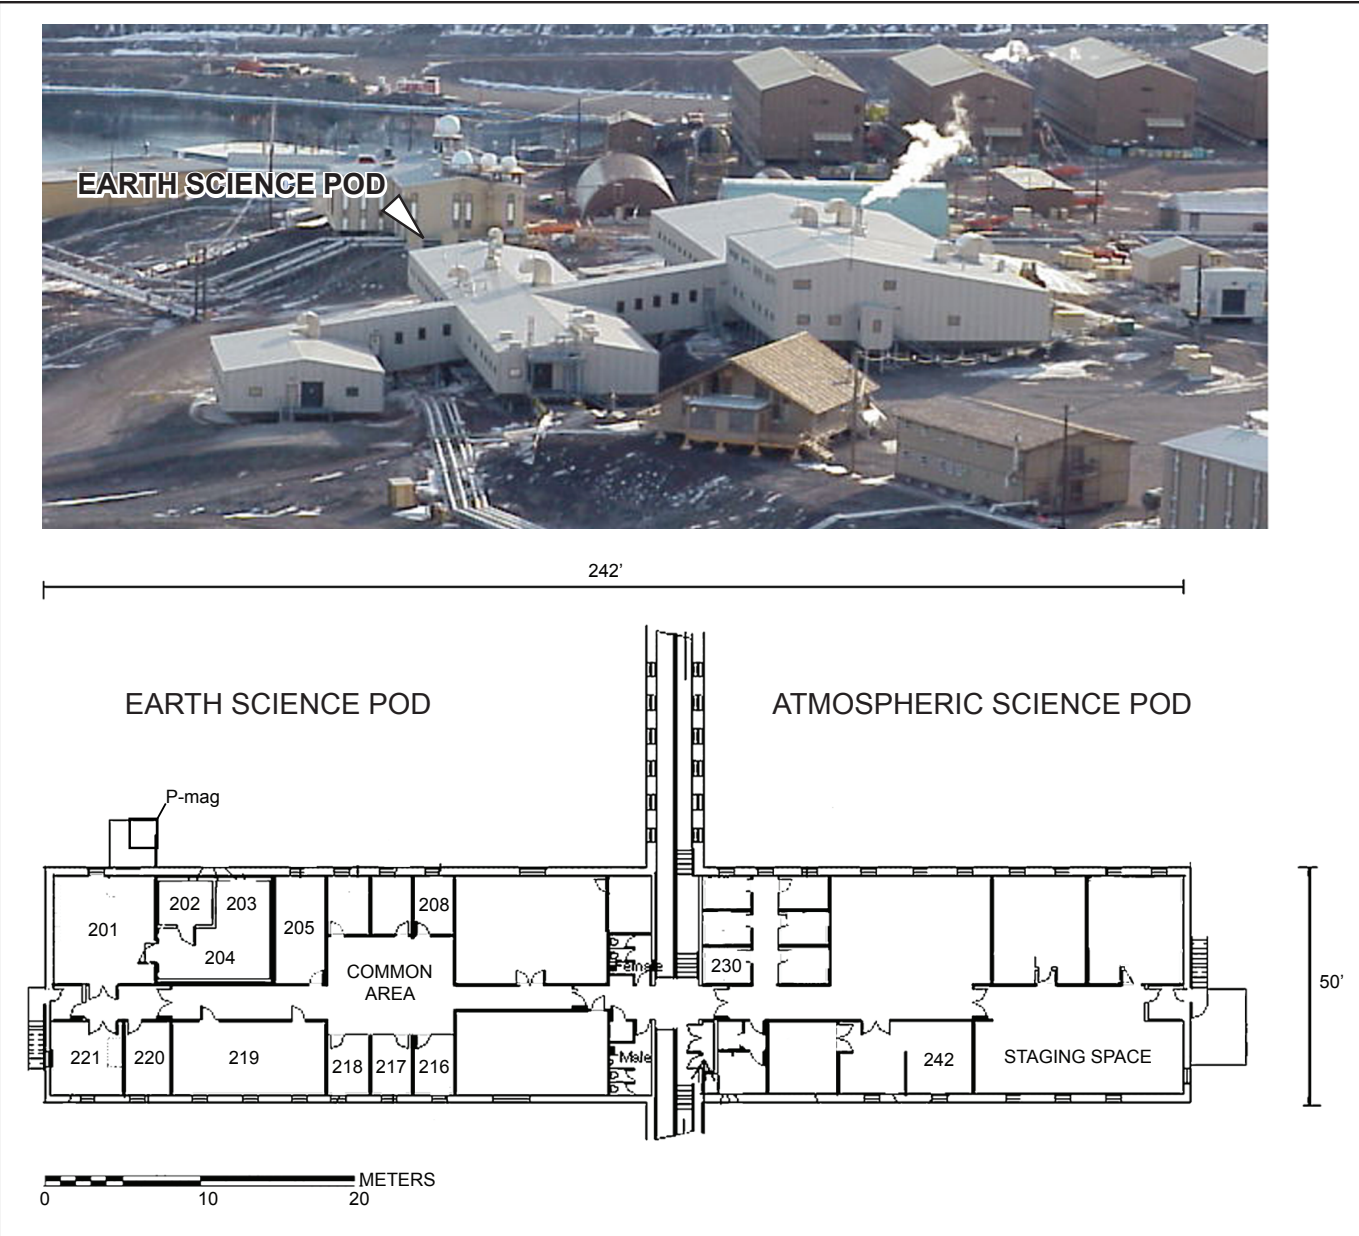 EARTH SCIENCE POD
242'
EARTH SCIENCE POD
ATMOSPHERIC SCIENCE POD
P-mag
201
202
203
204
205
208
COMMON
AREA
Female
230
221
220
219
218
217
216
Male
242
STAGING SPACE
50'
METERS
0
10
20